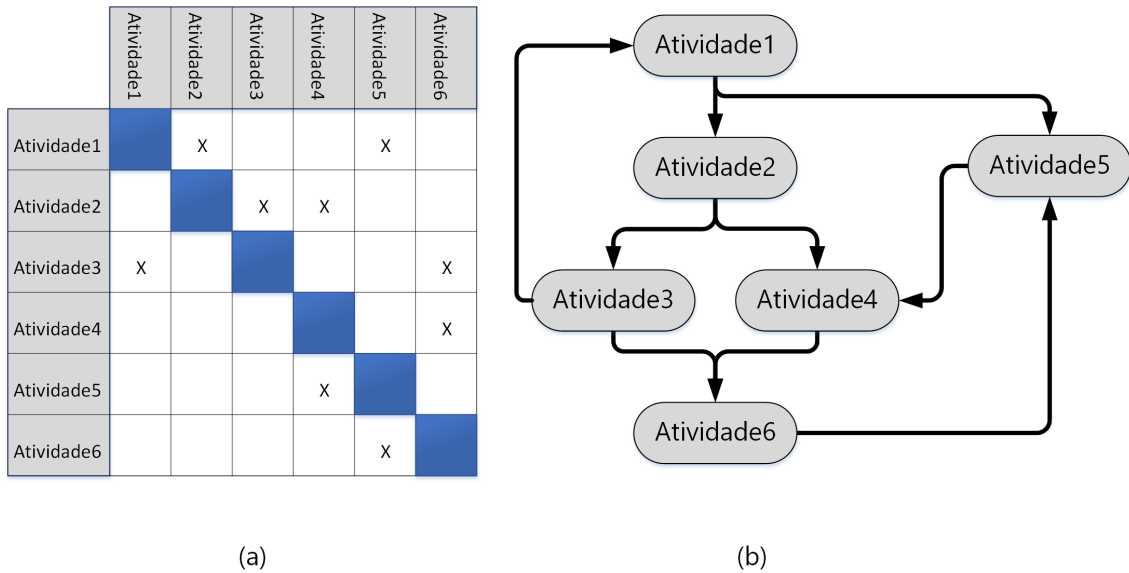 Atividade1 Atividade2 Atividade3 Atividade4 Atividade5 Atividade6
Atividade1 X X
Atividade2 X X
Atividade3 X X
Atividade4 X
Atividade5 X
Atividade6 X
(a)
Atividade1
Atividade2
Atividade5
Atividade3
Atividade4
Atividade6
(b)